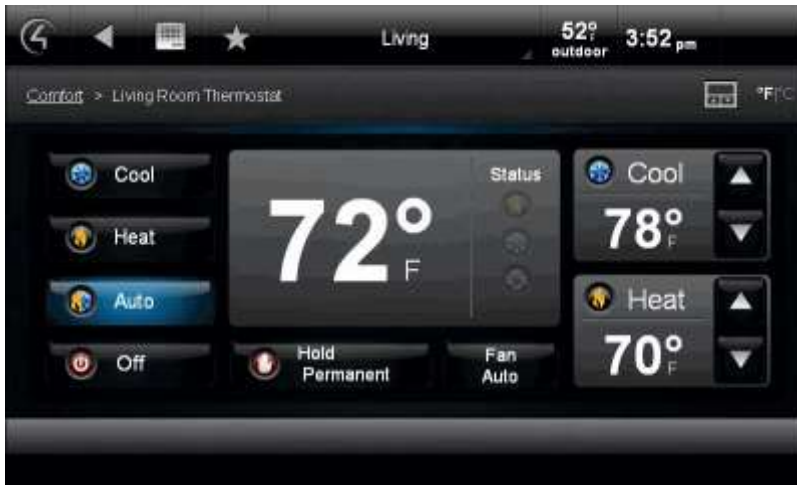 Living
52°F
outdoor
3:52 pm
Comfort > Living Room Thermostat
°F|°C
Cool
Heat
Auto
Off
72°F
Status
Hold
Permanent
Fan
Auto
Cool
78°F
Heat
70°F